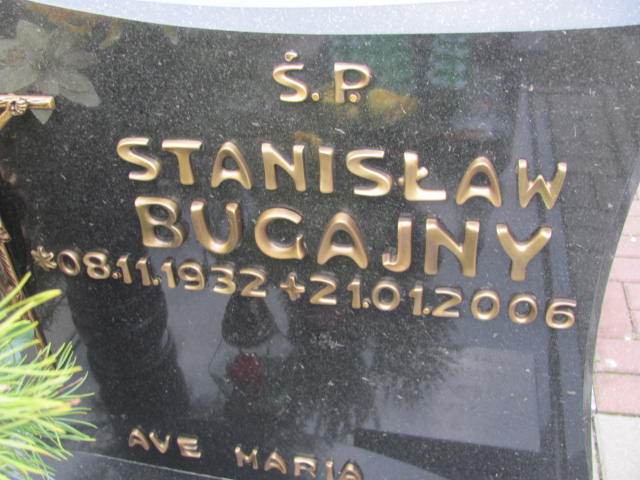 Ś.P.
STANISŁAW
BUGAJNY
*08.11.1932 +21.01.2006
AVE MARIA